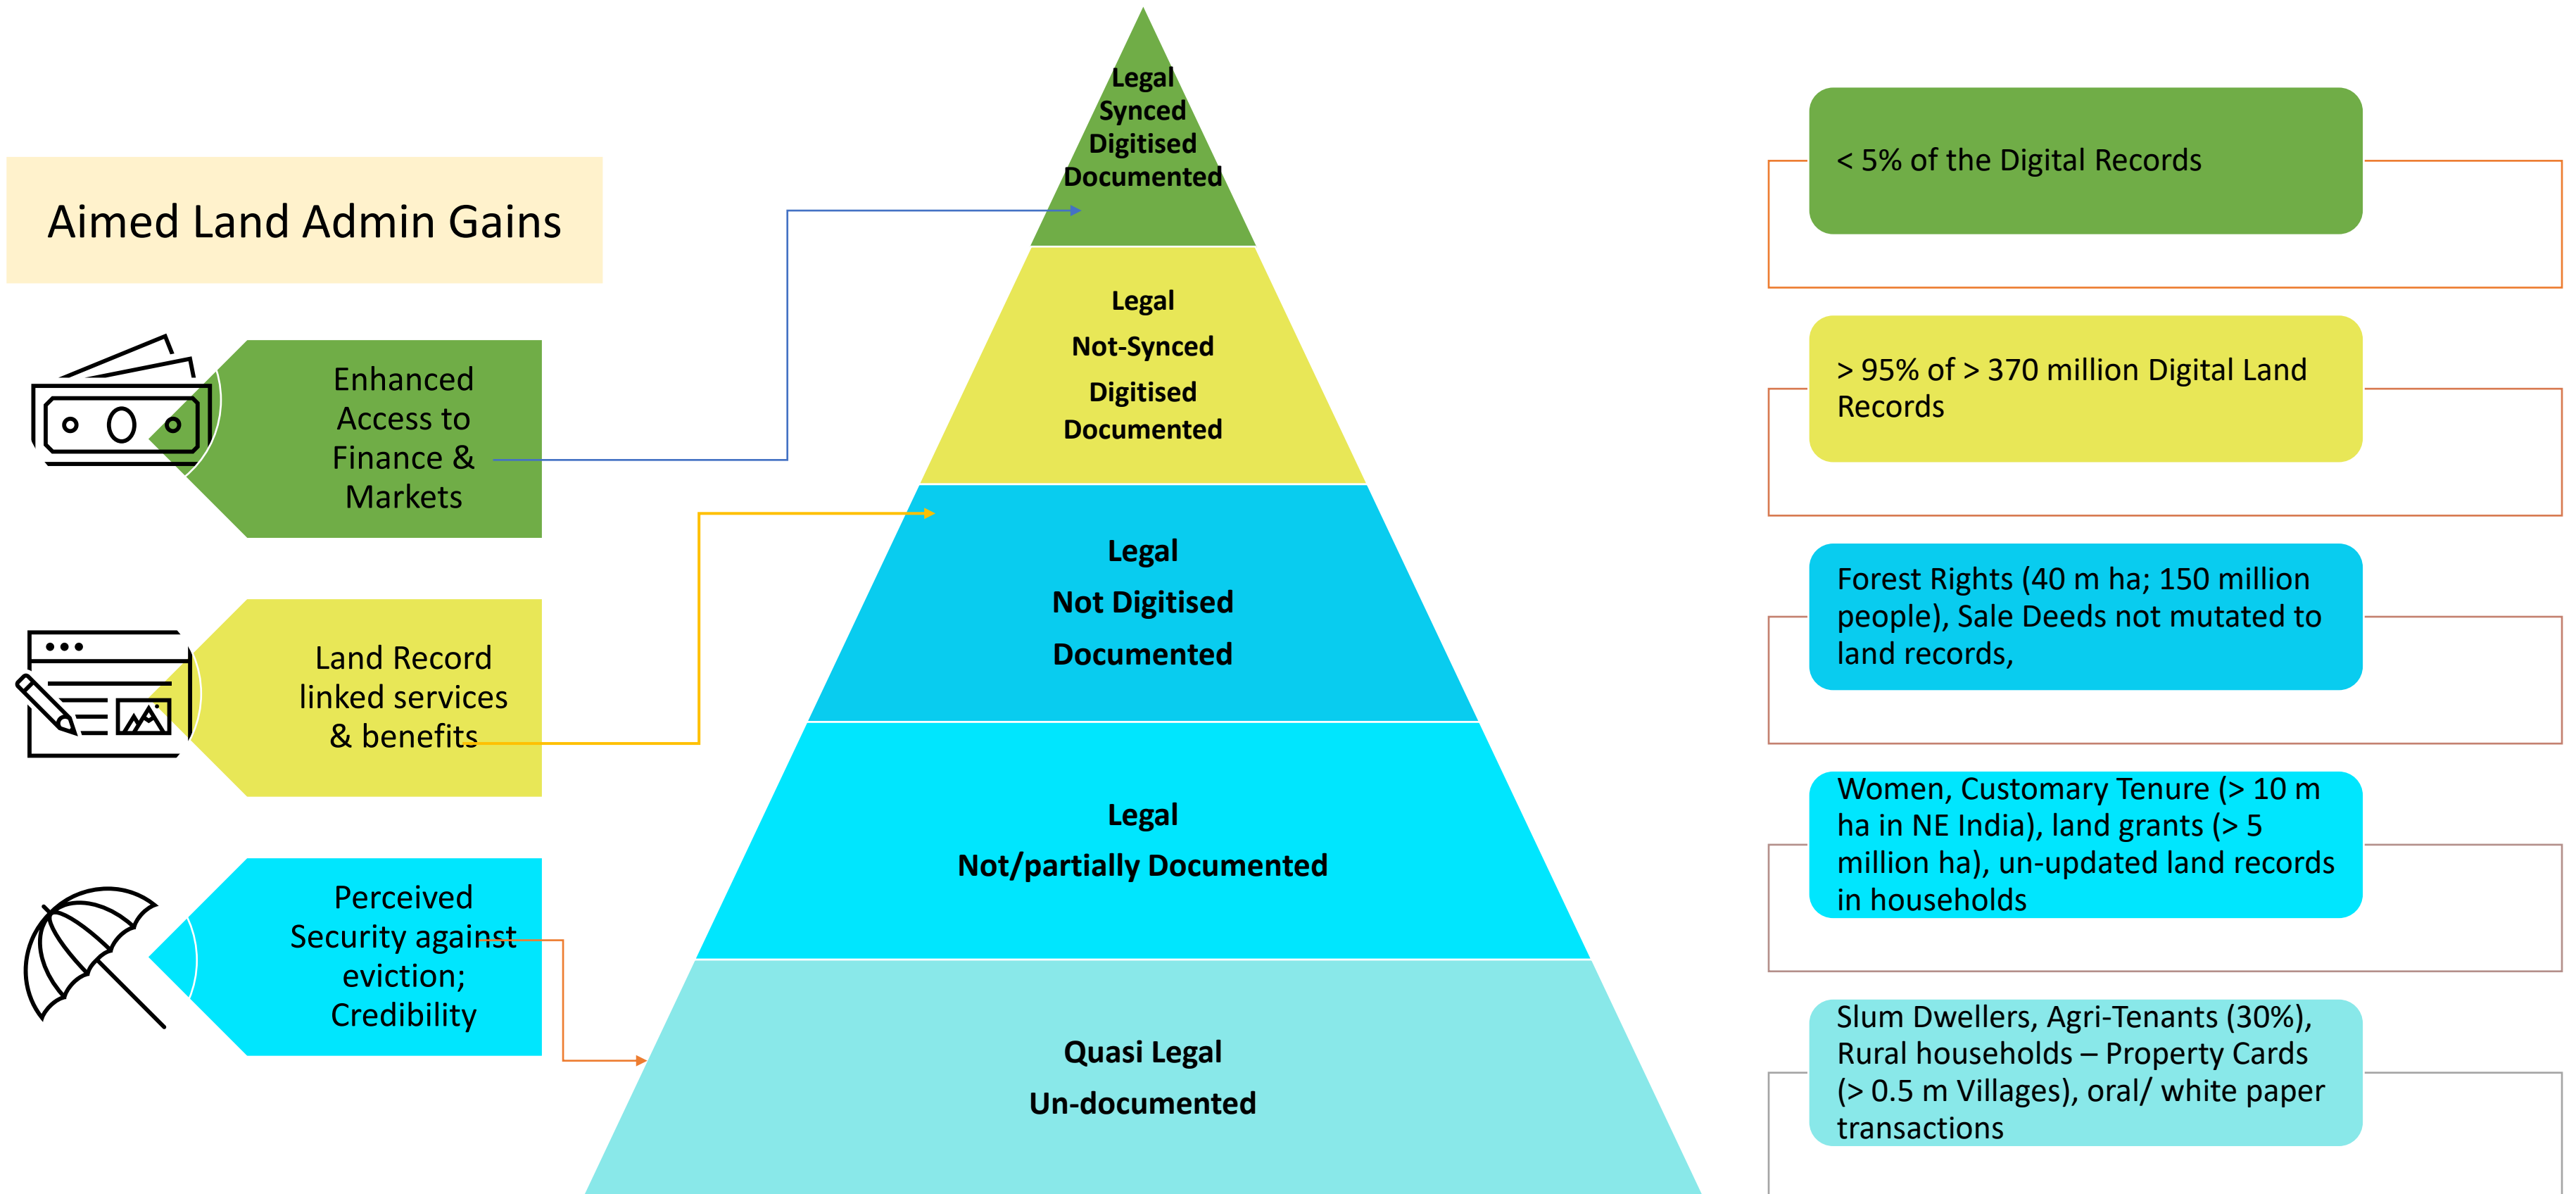 Aimed Land Admin Gains
Enhanced
Access to
Finance &
Markets
Land Record
linked services
& benefits
Perceived
Security against
eviction;
Credibility
Legal
Synced
Digitised
Documented
Legal
Not-Synced
Digitised
Documented
Legal
Not Digitised
Documented
Legal
Not/partially Documented
Quasi Legal
Un-documented
< 5% of the Digital Records
> 95% of > 370 million Digital Land
Records
Forest Rights (40 m ha; 150 million
people), Sale Deeds not mutated to
land records,
Women, Customary Tenure (> 10 m
ha in NE India), land grants (> 5
million ha), un-updated land records
in households
Slum Dwellers, Agri-Tenants (30%),
Rural households – Property Cards
(> 0.5 m Villages), oral/ white paper
transactions